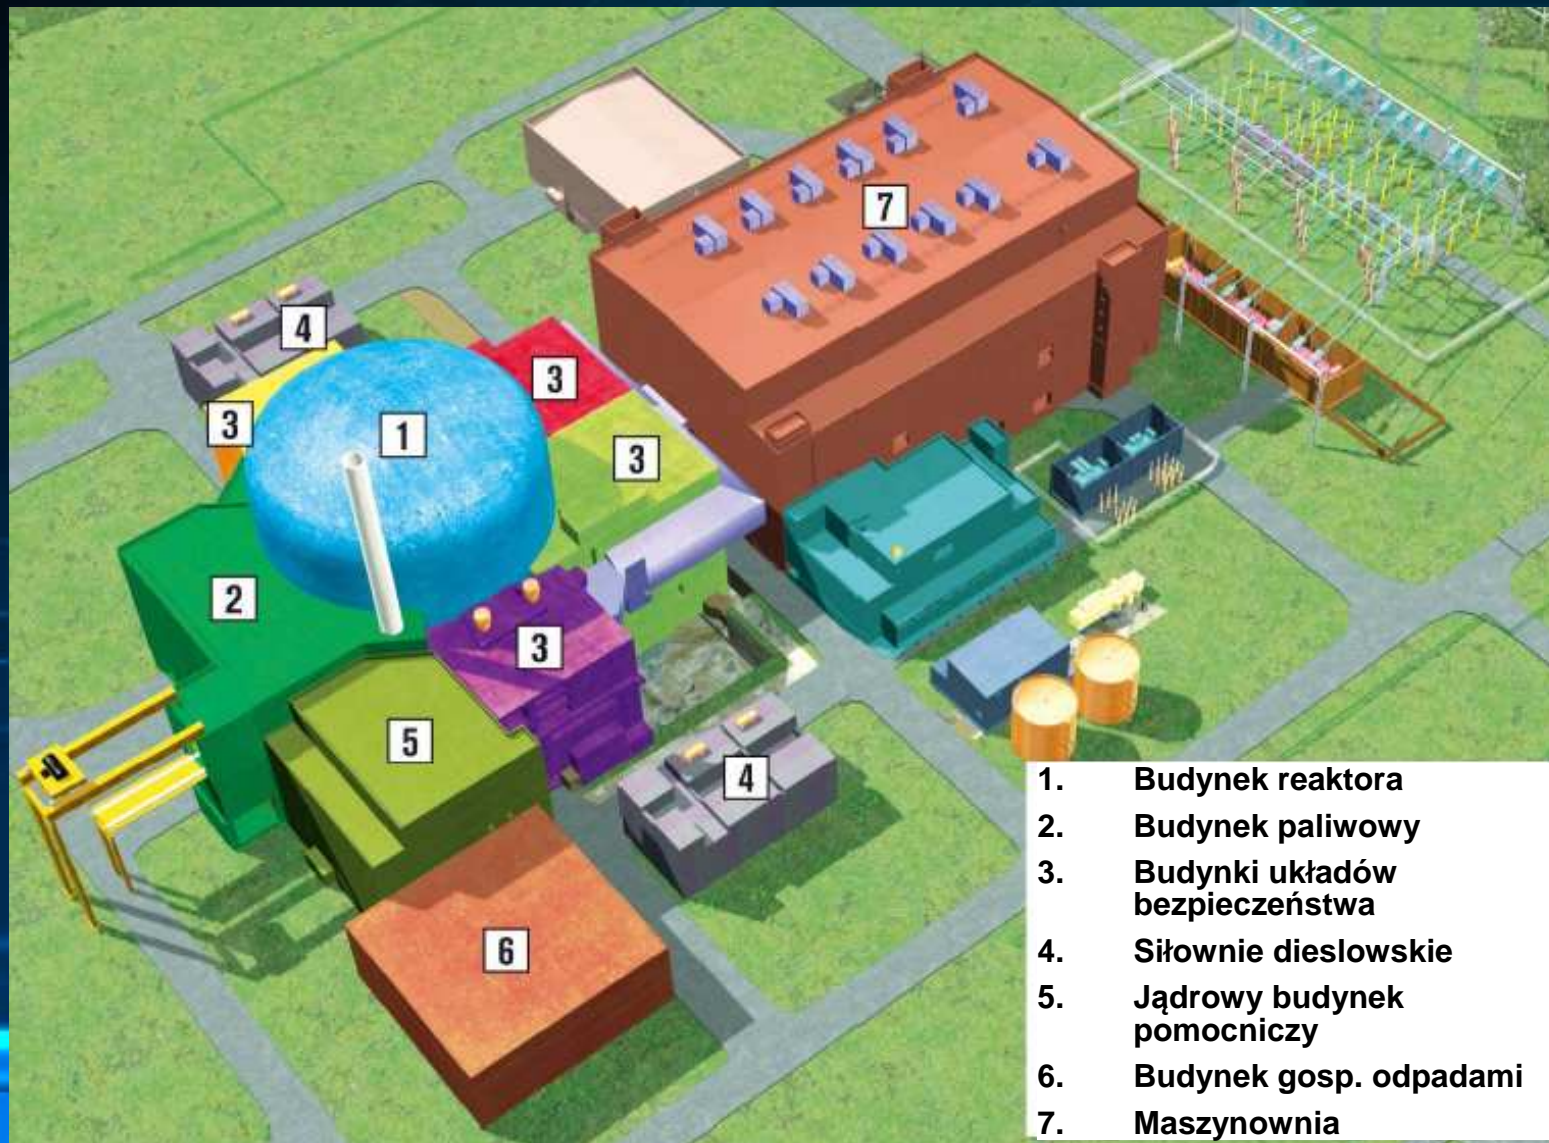 7
4
3
3
1
3
2
3
5
4
6
1. Budynek reaktora
2. Budynek paliwowy
3. Budynki układów
bezpieczeństwa
4. Siłownie dieslowskie
5. Jądrowy budynek
pomocniczy
6. Budynek gosp. odpadami
7. Maszynownia